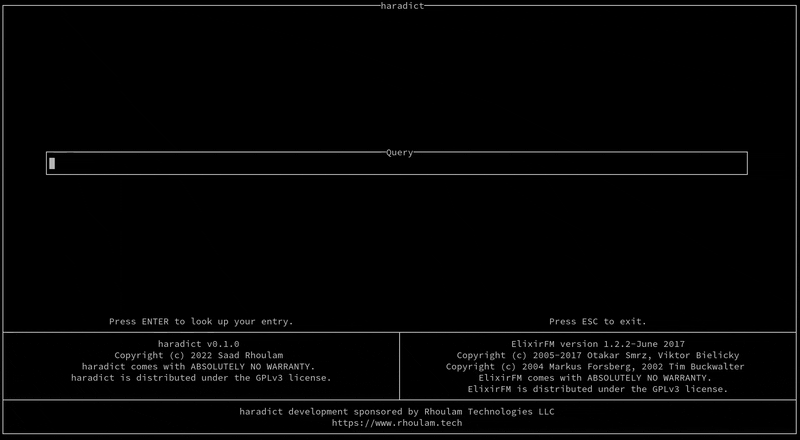 haradict
Query
Press ENTER to look up your entry.
Press ESC to exit.
haradict v0.1.0
Copyright (c) 2022 Saad Rhoulam
haradict comes with ABSOLUTELY NO WARRANTY.
haradict is distributed under the GPLv3 license.
ElixirFM version 1.2.2-June 2017
Copyright (c) 2005-2017 Otakar Smrz, Viktor Bielicky
Copyright (c) 2004 Markus Forsberg, 2002 Tim Buckwalter
ElixirFM comes with ABSOLUTELY NO WARRANTY.
ElixirFM is distributed under the GPLv3 license.
haradict development sponsored by Rhoulam Technologies LLC
https://www.rhoulam.tech